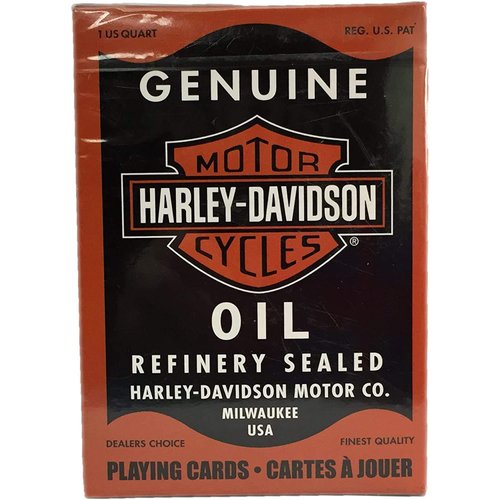 1 US QUART REG. U.S. PAT
GENUINE
MOTOR
HARLEY-DAVIDSON
CYCLES ®
OIL
REFINERY SEALED
HARLEY-DAVIDSON MOTOR CO.
MILWAUKEE
USA
DEALERS CHOICE FINEST QUALITY
PLAYING CARDS • CARTES À JOUER